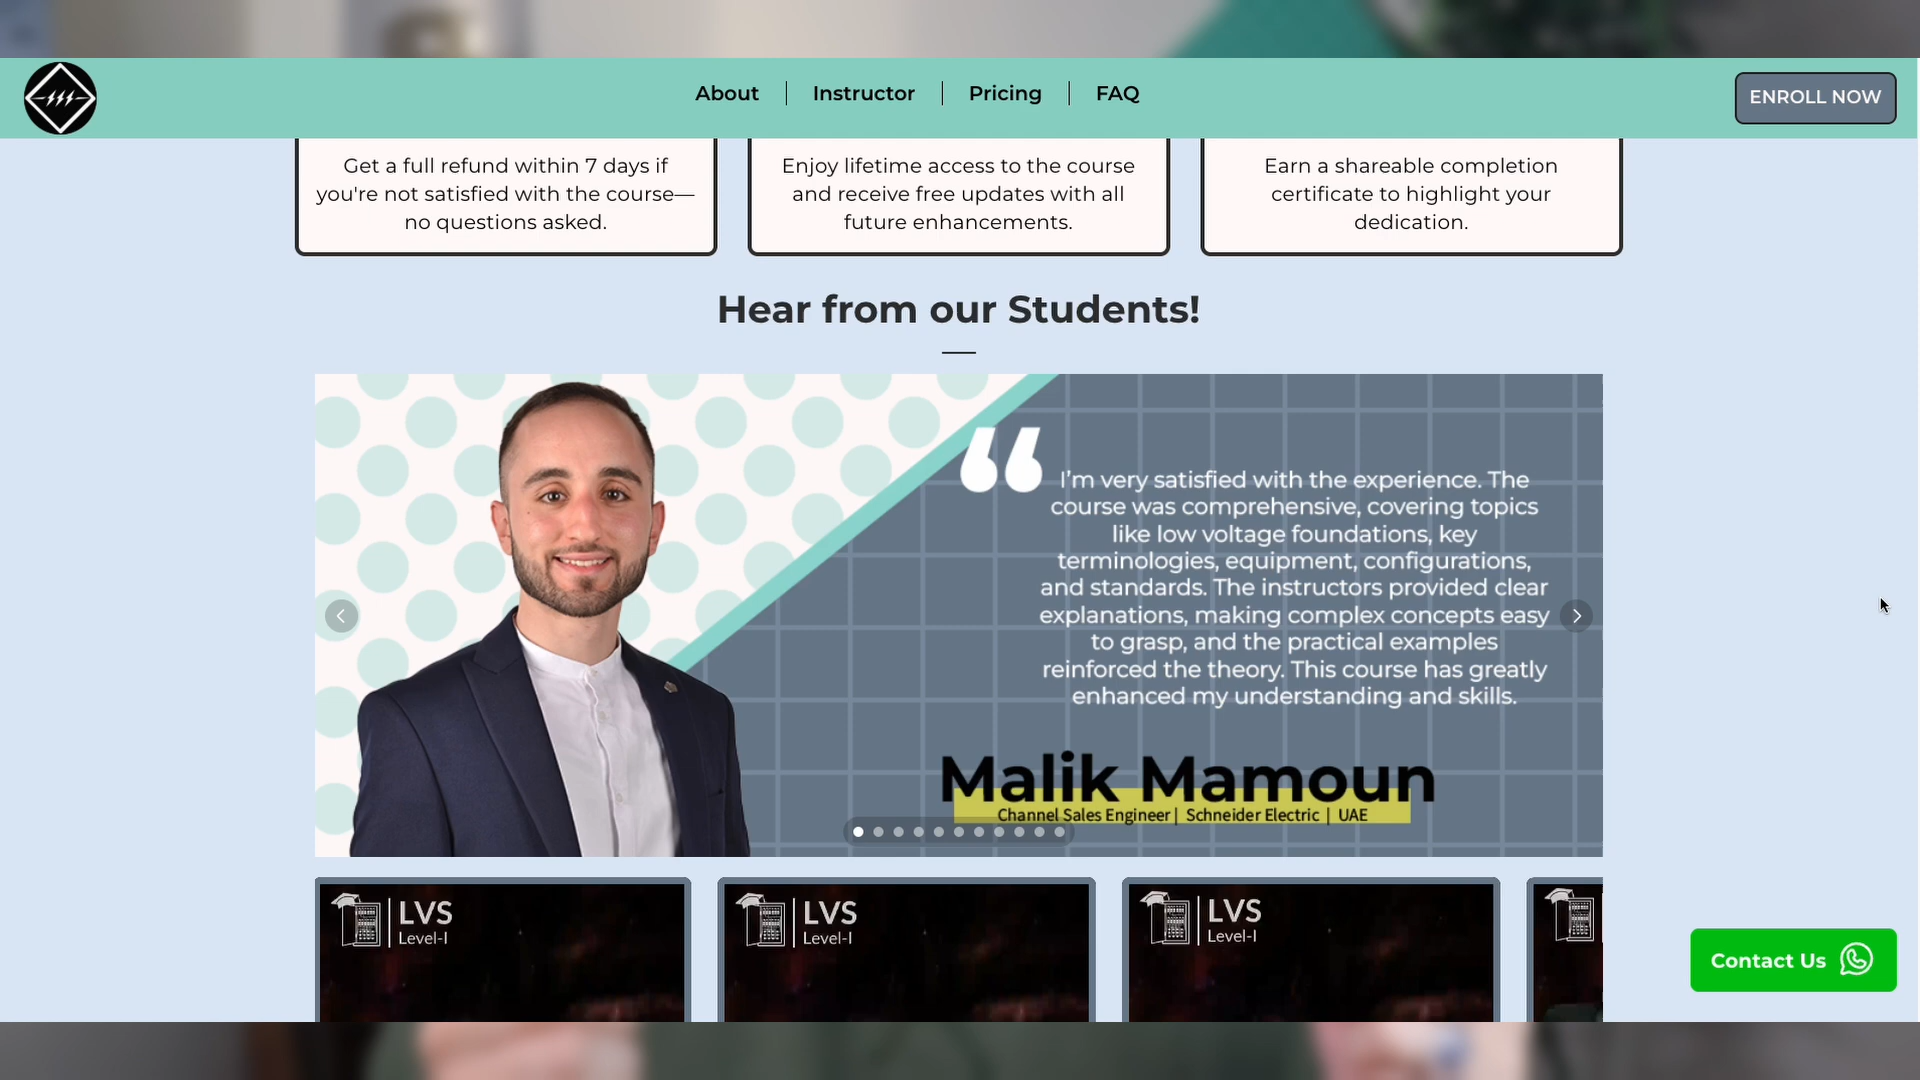 About
Instructor
Pricing
FAQ
ENROLL NOW
Get a full refund within 7 days if
you're not satisfied with the course—
no questions asked.
Enjoy lifetime access to the course
and receive free updates with all
future enhancements.
Earn a shareable completion
certificate to highlight your
dedication.
Hear from our Students!
I'm very satisfied with the experience. The
course was comprehensive, covering topics
like low voltage foundations, key
terminologies, equipment, configurations,
and standards. The instructors provided clear
explanations, making complex concepts easy
to grasp, and the practical examples
reinforced the theory. This course has greatly
enhanced my understanding and skills.
Malik Mamoun
Channel Sales Engineer | Schneider Electric | UAE
LVS
Level-I
LVS
Level-I
LVS
Level-I
Contact Us